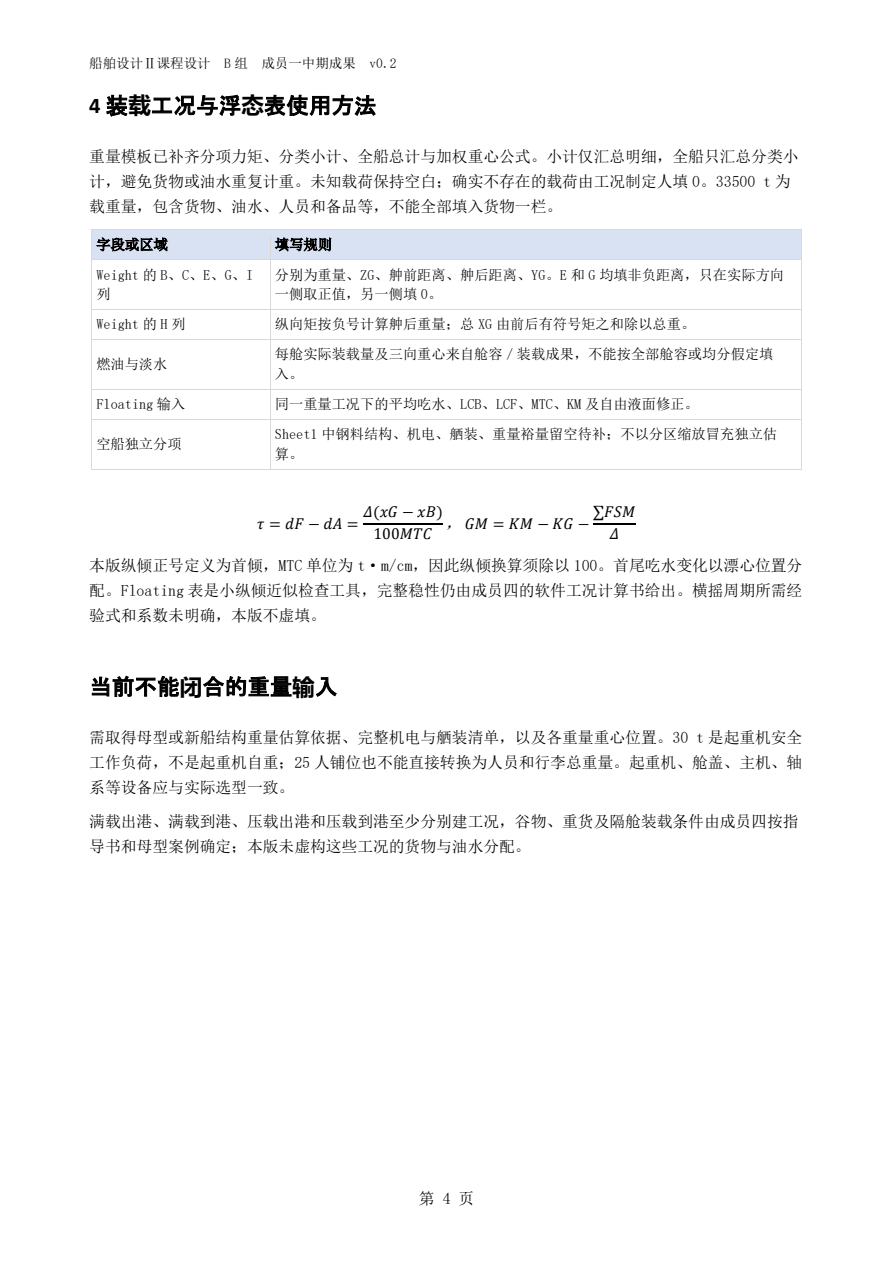 船舶设计Ⅱ课程设计　B 组　成员一中期成果　v0.2
4 装载工况与浮态表使用方法
重量模板已补齐分项力矩、分类小计、全船总计与加权重心公式。小计仅汇总明细，全船只汇总分类小
计，避免货物或油水重复计重。未知载荷保持空白；确实不存在的载荷由工况制定人填 0。33500 t 为
载重量，包含货物、油水、人员和备品等，不能全部填入货物一栏。
字段或区域　填写规则
Weight 的 B、C、E、G、I
列
分别为重量、ZG、舯前距离、舯后距离、YG。E 和 G 均填非负距离，只在实际方向
一侧取正值，另一侧填 0。
Weight 的 H 列　纵向矩按负号计算舯后重量；总 XG 由前后有符号矩之和除以总重。
燃油与淡水
每舱实际装载量及三向重心来自舱容 / 装载成果，不能按全部舱容或均分假定填
入。
Floating 输入　同一重量工况下的平均吃水、LCB、LCF、MTC、KM 及自由液面修正。
空船独立分项
Sheet1 中钢料结构、机电、舾装、重量裕量留空待补；不以分区缩放冒充独立估
算。
τ = dF − dA = Δ(xG − xB) / 100MTC ， GM = KM − KG − ∑FSM / Δ
本版纵倾正号定义为首倾，MTC 单位为 t·m/cm，因此纵倾换算须除以 100。首尾吃水变化以漂心位置分
配。Floating 表是小纵倾近似检查工具，完整稳性仍由成员四的软件工况计算书给出。横摇周期所需经
验式和系数未明确，本版不虚填。
当前不能闭合的重量输入
需取得母型或新船结构重量估算依据、完整机电与舾装清单，以及各重量重心位置。30 t 是起重机安全
工作负荷，不是起重机自重；25 人铺位也不能直接转换为人员和行李总重量。起重机、舱盖、主机、轴
系等设备应与实际选型一致。
满载出港、满载到港、压载出港和压载到港至少分别建工况，谷物、重货及隔舱装载条件由成员四按指
导书和母型案例确定；本版未虚构这些工况的货物与油水分配。
第 4 页